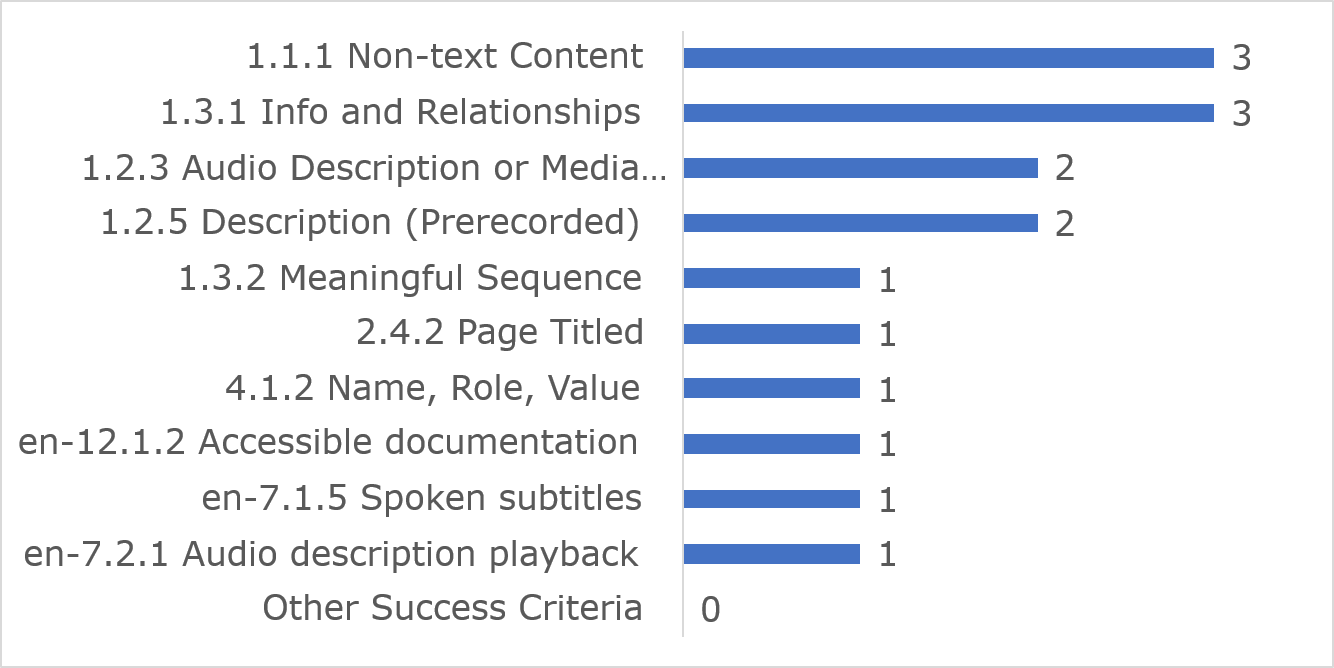 1.1.1 Non-text Content 3
1.3.1 Info and Relationships 3
1.2.3 Audio Description or Media… 2
1.2.5 Description (Prerecorded) 2
1.3.2 Meaningful Sequence 1
2.4.2 Page Titled 1
4.1.2 Name, Role, Value 1
en-12.1.2 Accessible documentation 1
en-7.1.5 Spoken subtitles 1
en-7.2.1 Audio description playback 1
Other Success Criteria 0